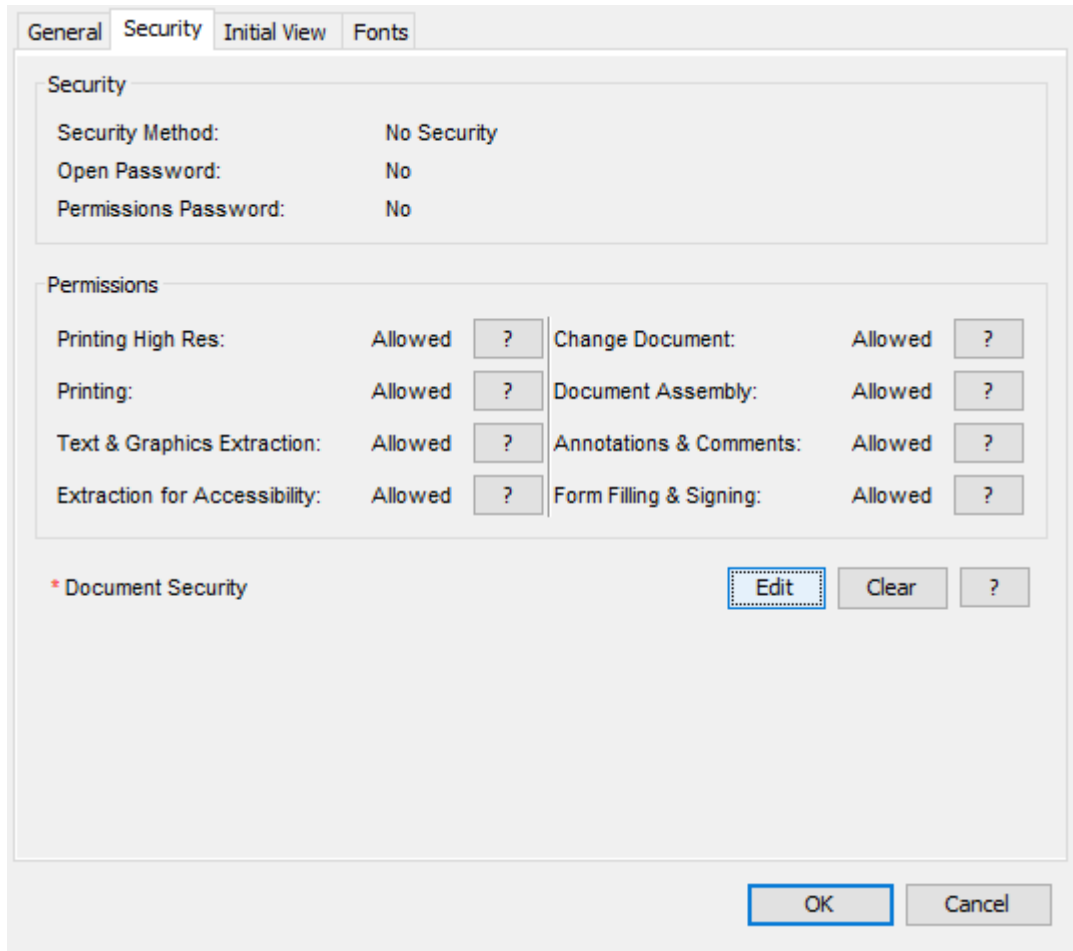 General Security Initial View Fonts
Security
Security Method: No Security
Open Password: No
Permissions Password: No
Permissions
Printing High Res: Allowed ? Change Document: Allowed ?
Printing: Allowed ? Document Assembly: Allowed ?
Text & Graphics Extraction: Allowed ? Annotations & Comments: Allowed ?
Extraction for Accessibility: Allowed ? Form Filling & Signing: Allowed ?
* Document Security Edit Clear ?
OK Cancel